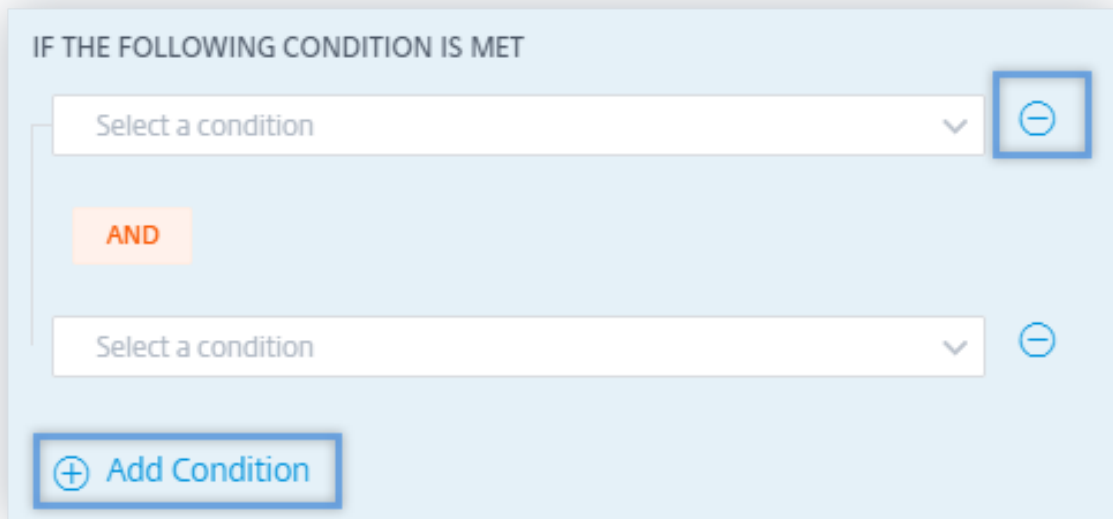 IF THE FOLLOWING CONDITION IS MET
Select a condition
AND
Select a condition
Add Condition